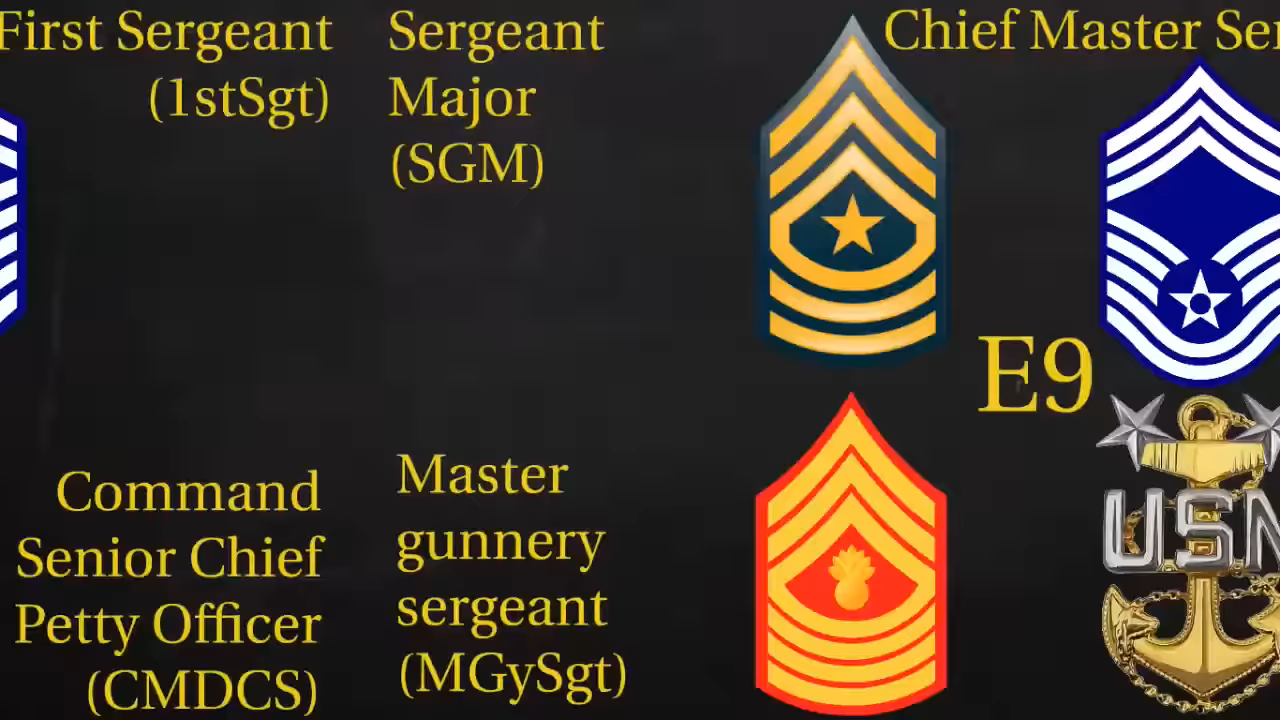 First Sergeant
(1stSgt)
Sergeant
Major
(SGM)
Chief Master Ser
E9
Command
Senior Chief
Petty Officer
(CMDCS)
Master
gunnery
sergeant
(MGySgt)
USN